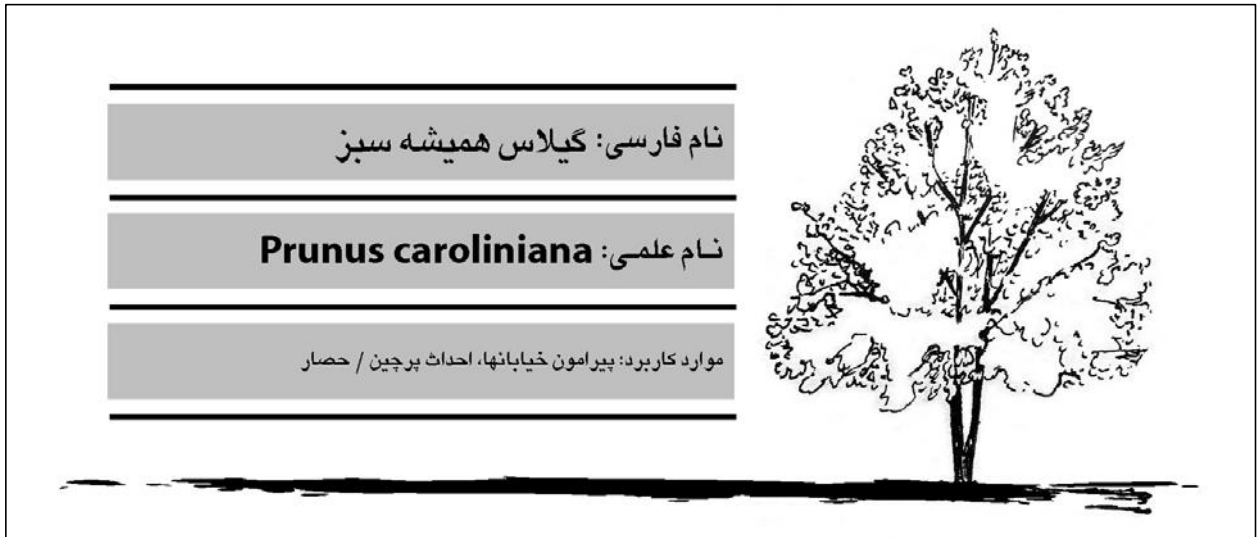 نام فارسی: گیلاس همیشه سبز
نام علمی: Prunus caroliniana
موارد کاربرد: پیرامون خیابانها، احداث پرچین / حصار